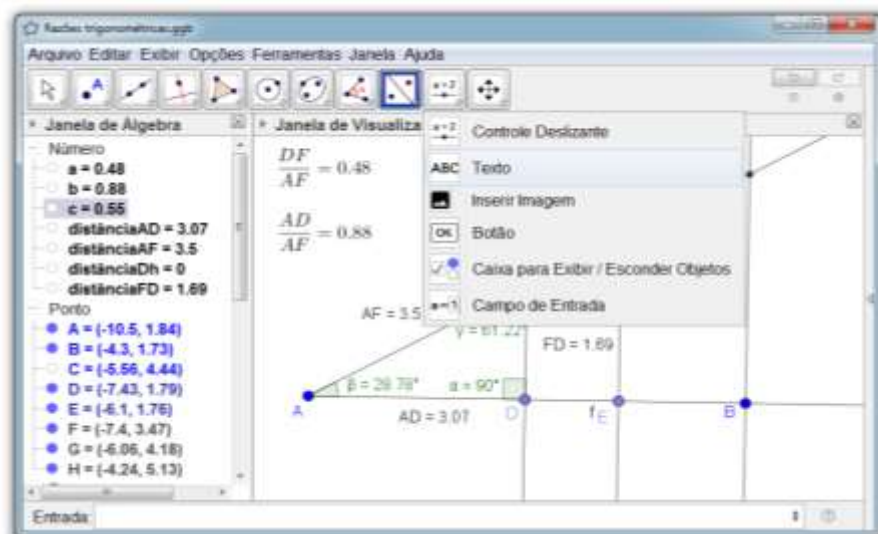 Razões trigonométricas.ggb
Arquivo Editar Exibir Opções Ferramentas Janela Ajuda
Janela de Álgebra
Número
a = 0.48
b = 0.88
c = 0.55
distânciaAD = 3.07
distânciaAF = 3.5
distânciaDh = 0
distânciaFD = 1.69
Ponto
A = (-10.5, 1.84)
B = (-4.3, 1.73)
C = (-5.56, 4.44)
D = (-7.43, 1.79)
E = (-6.1, 1.76)
F = (-7.4, 3.47)
G = (-6.06, 4.18)
H = (-4.24, 5.13)
Janela de Visualiza
DF/AF = 0.48
AD/AF = 0.88
a=2
Controle Deslizante
ABC Texto
Inserir Imagem
OK Botão
Caixa para Exibir / Esconder Objetos
a=1 Campo de Entrada
AF = 3.5
γ = 61.22°
FD = 1.69
β = 28.78°
α = 90°
A
AD = 3.07
D
f
E
B
Entrada: